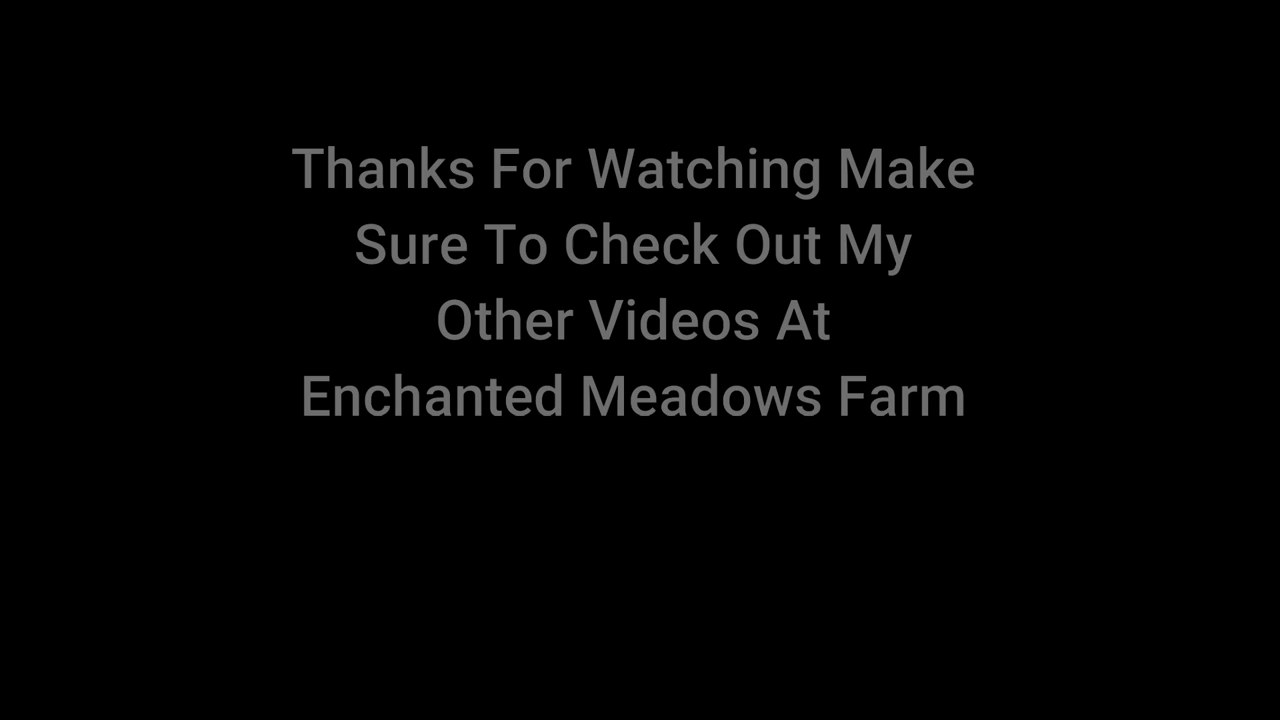 Thanks For Watching Make
Sure To Check Out My
Other Videos At
Enchanted Meadows Farm